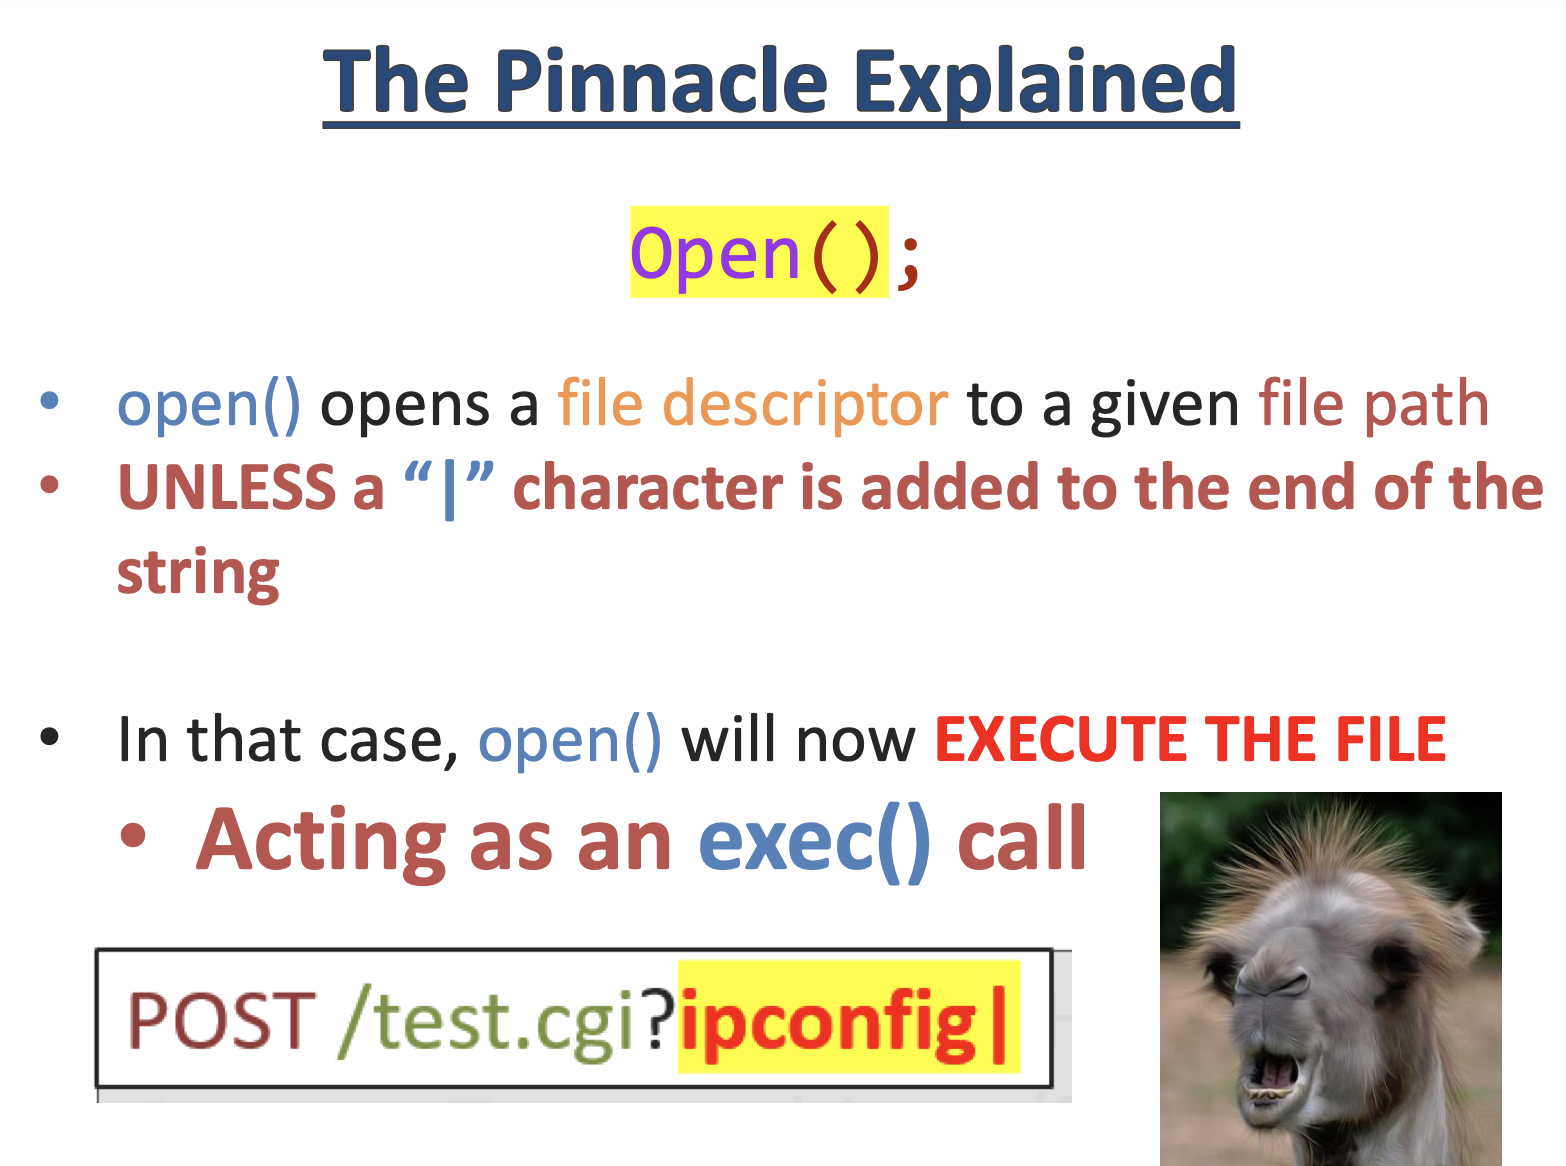 The Pinnacle Explained
Open();
• open() opens a file descriptor to a given file path
• UNLESS a “|” character is added to the end of the
string
• In that case, open() will now EXECUTE THE FILE
• Acting as an exec() call
POST /test.cgi?ipconfig|